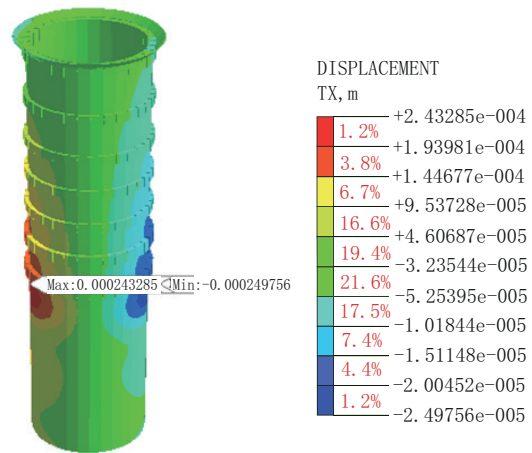 DISPLACEMENT
TX, m
+2.43285e-004
1.2%
+1.93981e-004
3.8%
+1.44677e-004
6.7%
+9.53728e-005
16.6%
+4.60687e-005
19.4%
-3.23544e-005
21.6%
-5.25395e-005
17.5%
-1.01844e-005
7.4%
-1.51148e-005
4.4%
-2.00452e-005
1.2%
-2.49756e-005
Max:0.000243285
Min:-0.000249756